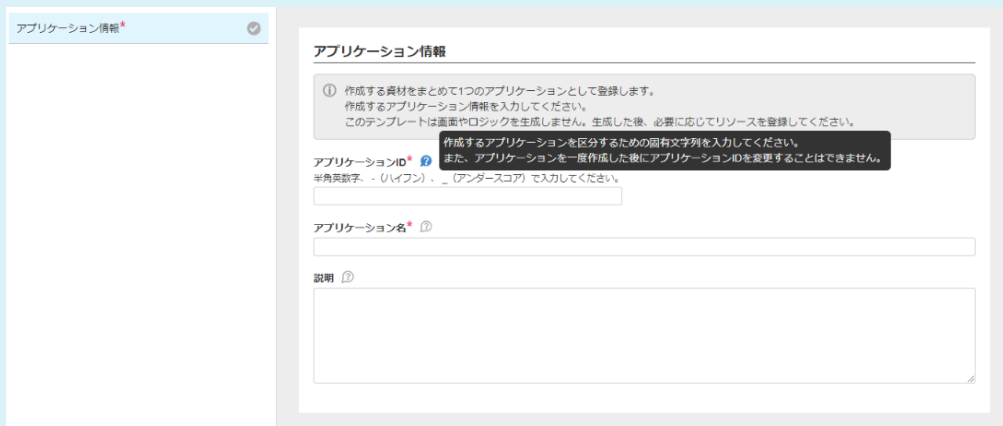 アプリケーション情報*
アプリケーション情報
作成する資材をまとめて1つのアプリケーションとして登録します。
作成するアプリケーション情報を入力してください。
このテンプレートは画面やロジックを生成しません。生成した後、必要に応じてリソースを登録してください。
作成するアプリケーションを区分するための固有文字列を入力してください。
また、アプリケーションを一度作成した後にアプリケーションIDを変更することはできません。
アプリケーションID* ?
半角英数字、-（ハイフン）、_（アンダースコア）で入力してください。
アプリケーション名* ?
説明 ?